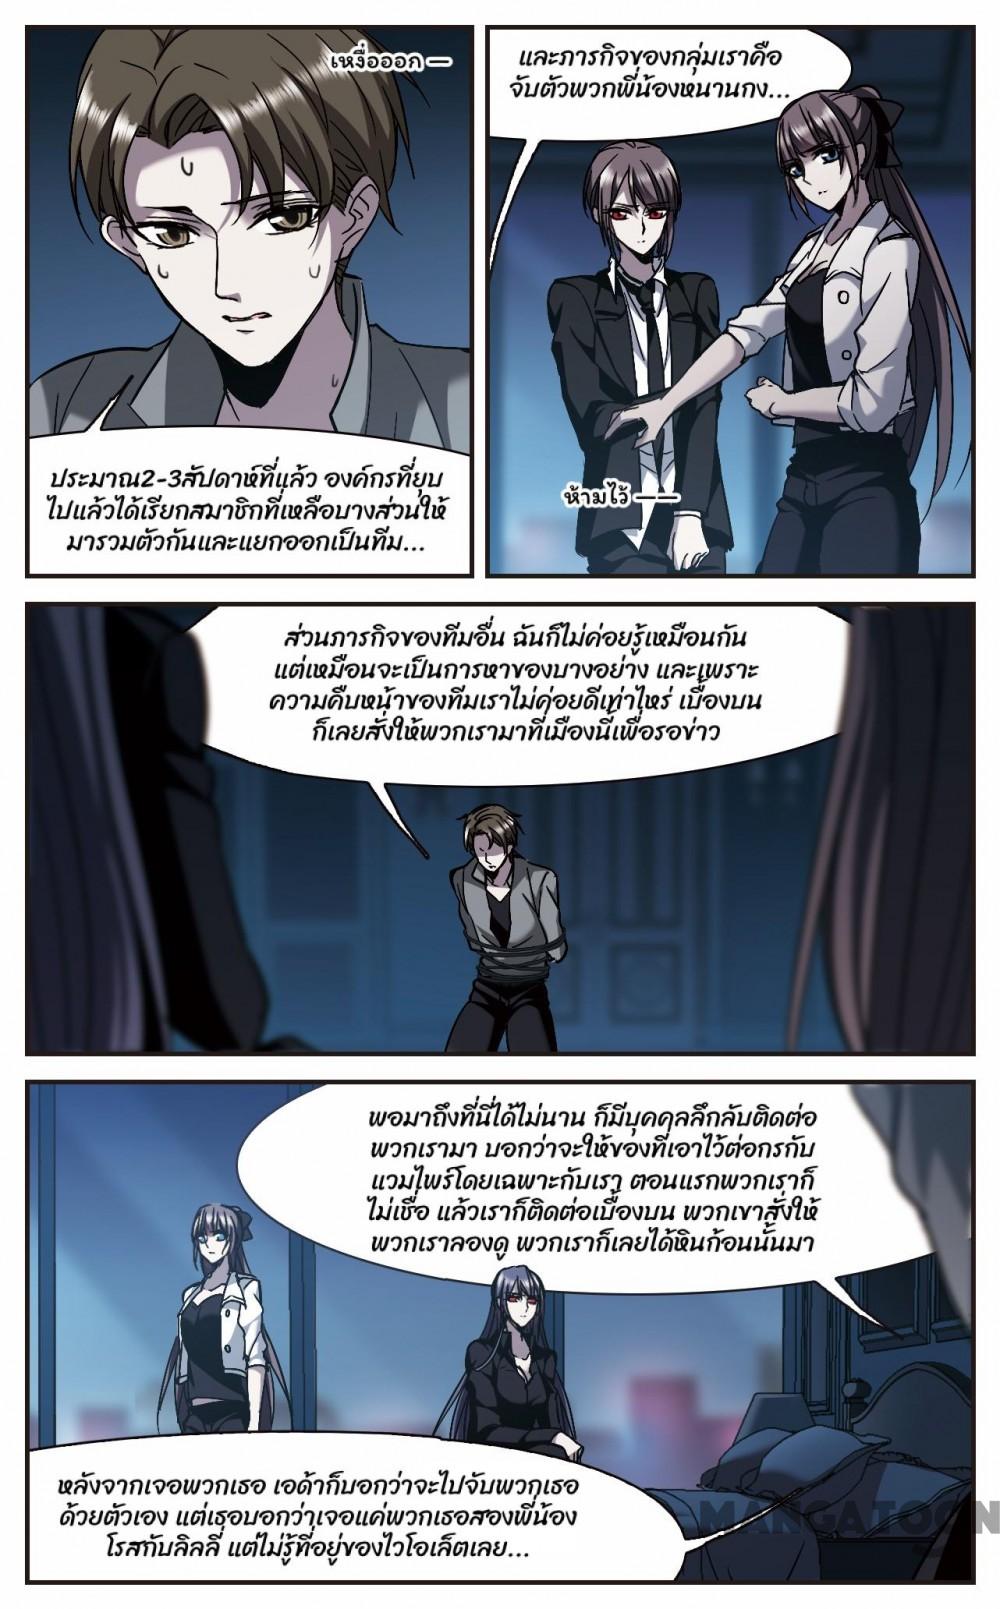 เหงื่อออก —
ประมาณ2-3สัปดาห์ที่แล้ว องค์กรที่ยุบ
ไปแล้วได้เรียกสมาชิกที่เหลือบางส่วนให้
มารวมตัวกันและแยกออกเป็นทีม...
และภารกิจของกลุ่มเราคือ
จับตัวพวกพี่น้องหนานกง...
ห้ามไว้ ——
ส่วนภารกิจของทีมอื่น ฉันก็ไม่ค่อยรู้เหมือนกัน
แต่เหมือนจะเป็นการหาของบางอย่าง และเพราะ
ความคืบหน้าของทีมเราไม่ค่อยดีเท่าไหร่ เบื้องบน
ก็เลยสั่งให้พวกเรามาที่เมืองนี้เพื่อรอข่าว
พอมาถึงที่นี่ได้ไม่นาน ก็มีบุคคลลึกลับติดต่อ
พวกเรามา บอกว่าจะให้ของที่เอาไว้ต่อกรกับ
แวมไพร์โดยเฉพาะกับเรา ตอนแรกพวกเราก็
ไม่เชื่อ แล้วเราก็ติดต่อเบื้องบน พวกเขาสั่งให้
พวกเราลองดู พวกเราก็เลยได้หินก้อนนั้นมา
หลังจากเจอพวกเธอ เอด้าก็บอกว่าจะไปจับพวกเธอ
ด้วยตัวเอง แต่เธอบอกว่าเจอแค่พวกเธอสองพี่น้อง
โรสกับลิลลี่ แต่ไม่รู้ที่อยู่ของไวโอเล็ตเลย...
MANGATOON